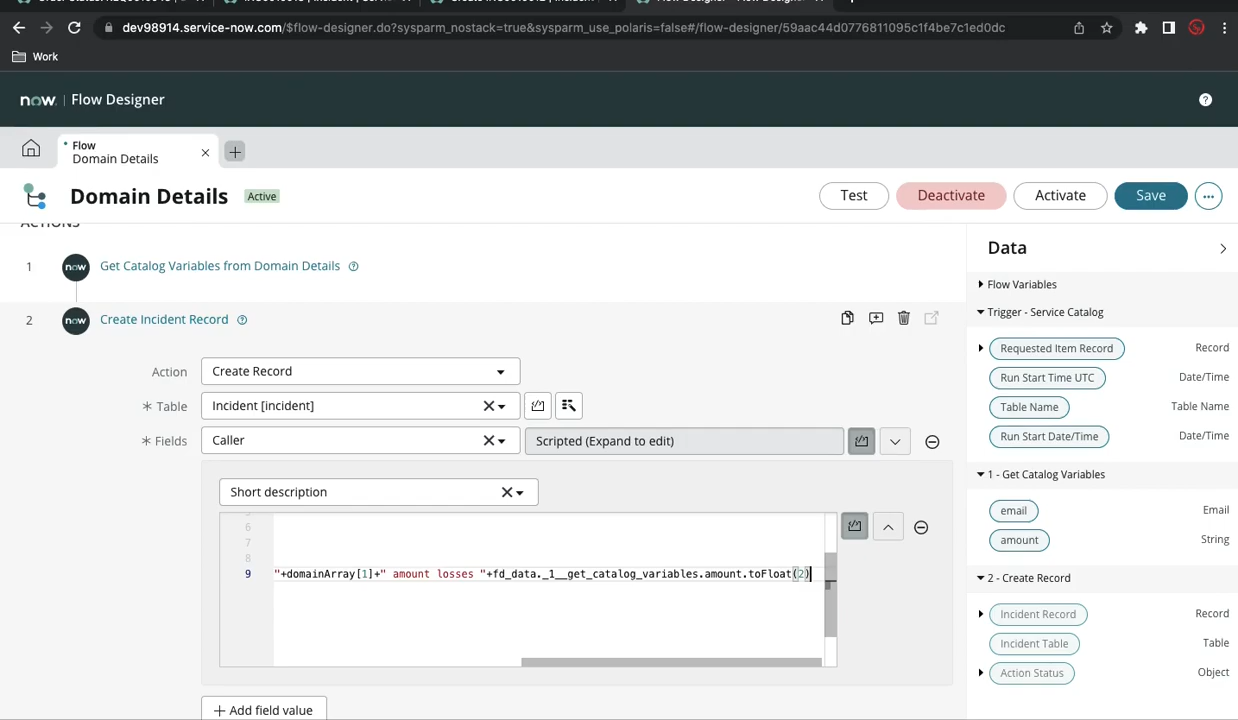 dev98914.service-now.com/$flow-designer.do?sysparm_nostack=true&sysparm_use_polaris=false#/flow-designer/59aac44d0776811095c1f4be7c1ed0dc
Work
now. | Flow Designer
?
Flow
Domain Details
Domain Details
Active
Test
Deactivate
Activate
Save
ACTIONS
1
now
Get Catalog Variables from Domain Details
2
now
Create Incident Record
Action
Create Record
* Table
Incident [incident]
* Fields
Caller
Scripted (Expand to edit)
Short description
6
7
8
9
"+domainArray[1]+" amount losses "+fd_data._1__get_catalog_variables.amount.toFloat(2)
+ Add field value
Data
Flow Variables
Trigger - Service Catalog
Requested Item Record
Record
Run Start Time UTC
Date/Time
Table Name
Table Name
Run Start Date/Time
Date/Time
1 - Get Catalog Variables
email
Email
amount
String
2 - Create Record
Incident Record
Record
Incident Table
Table
Action Status
Object